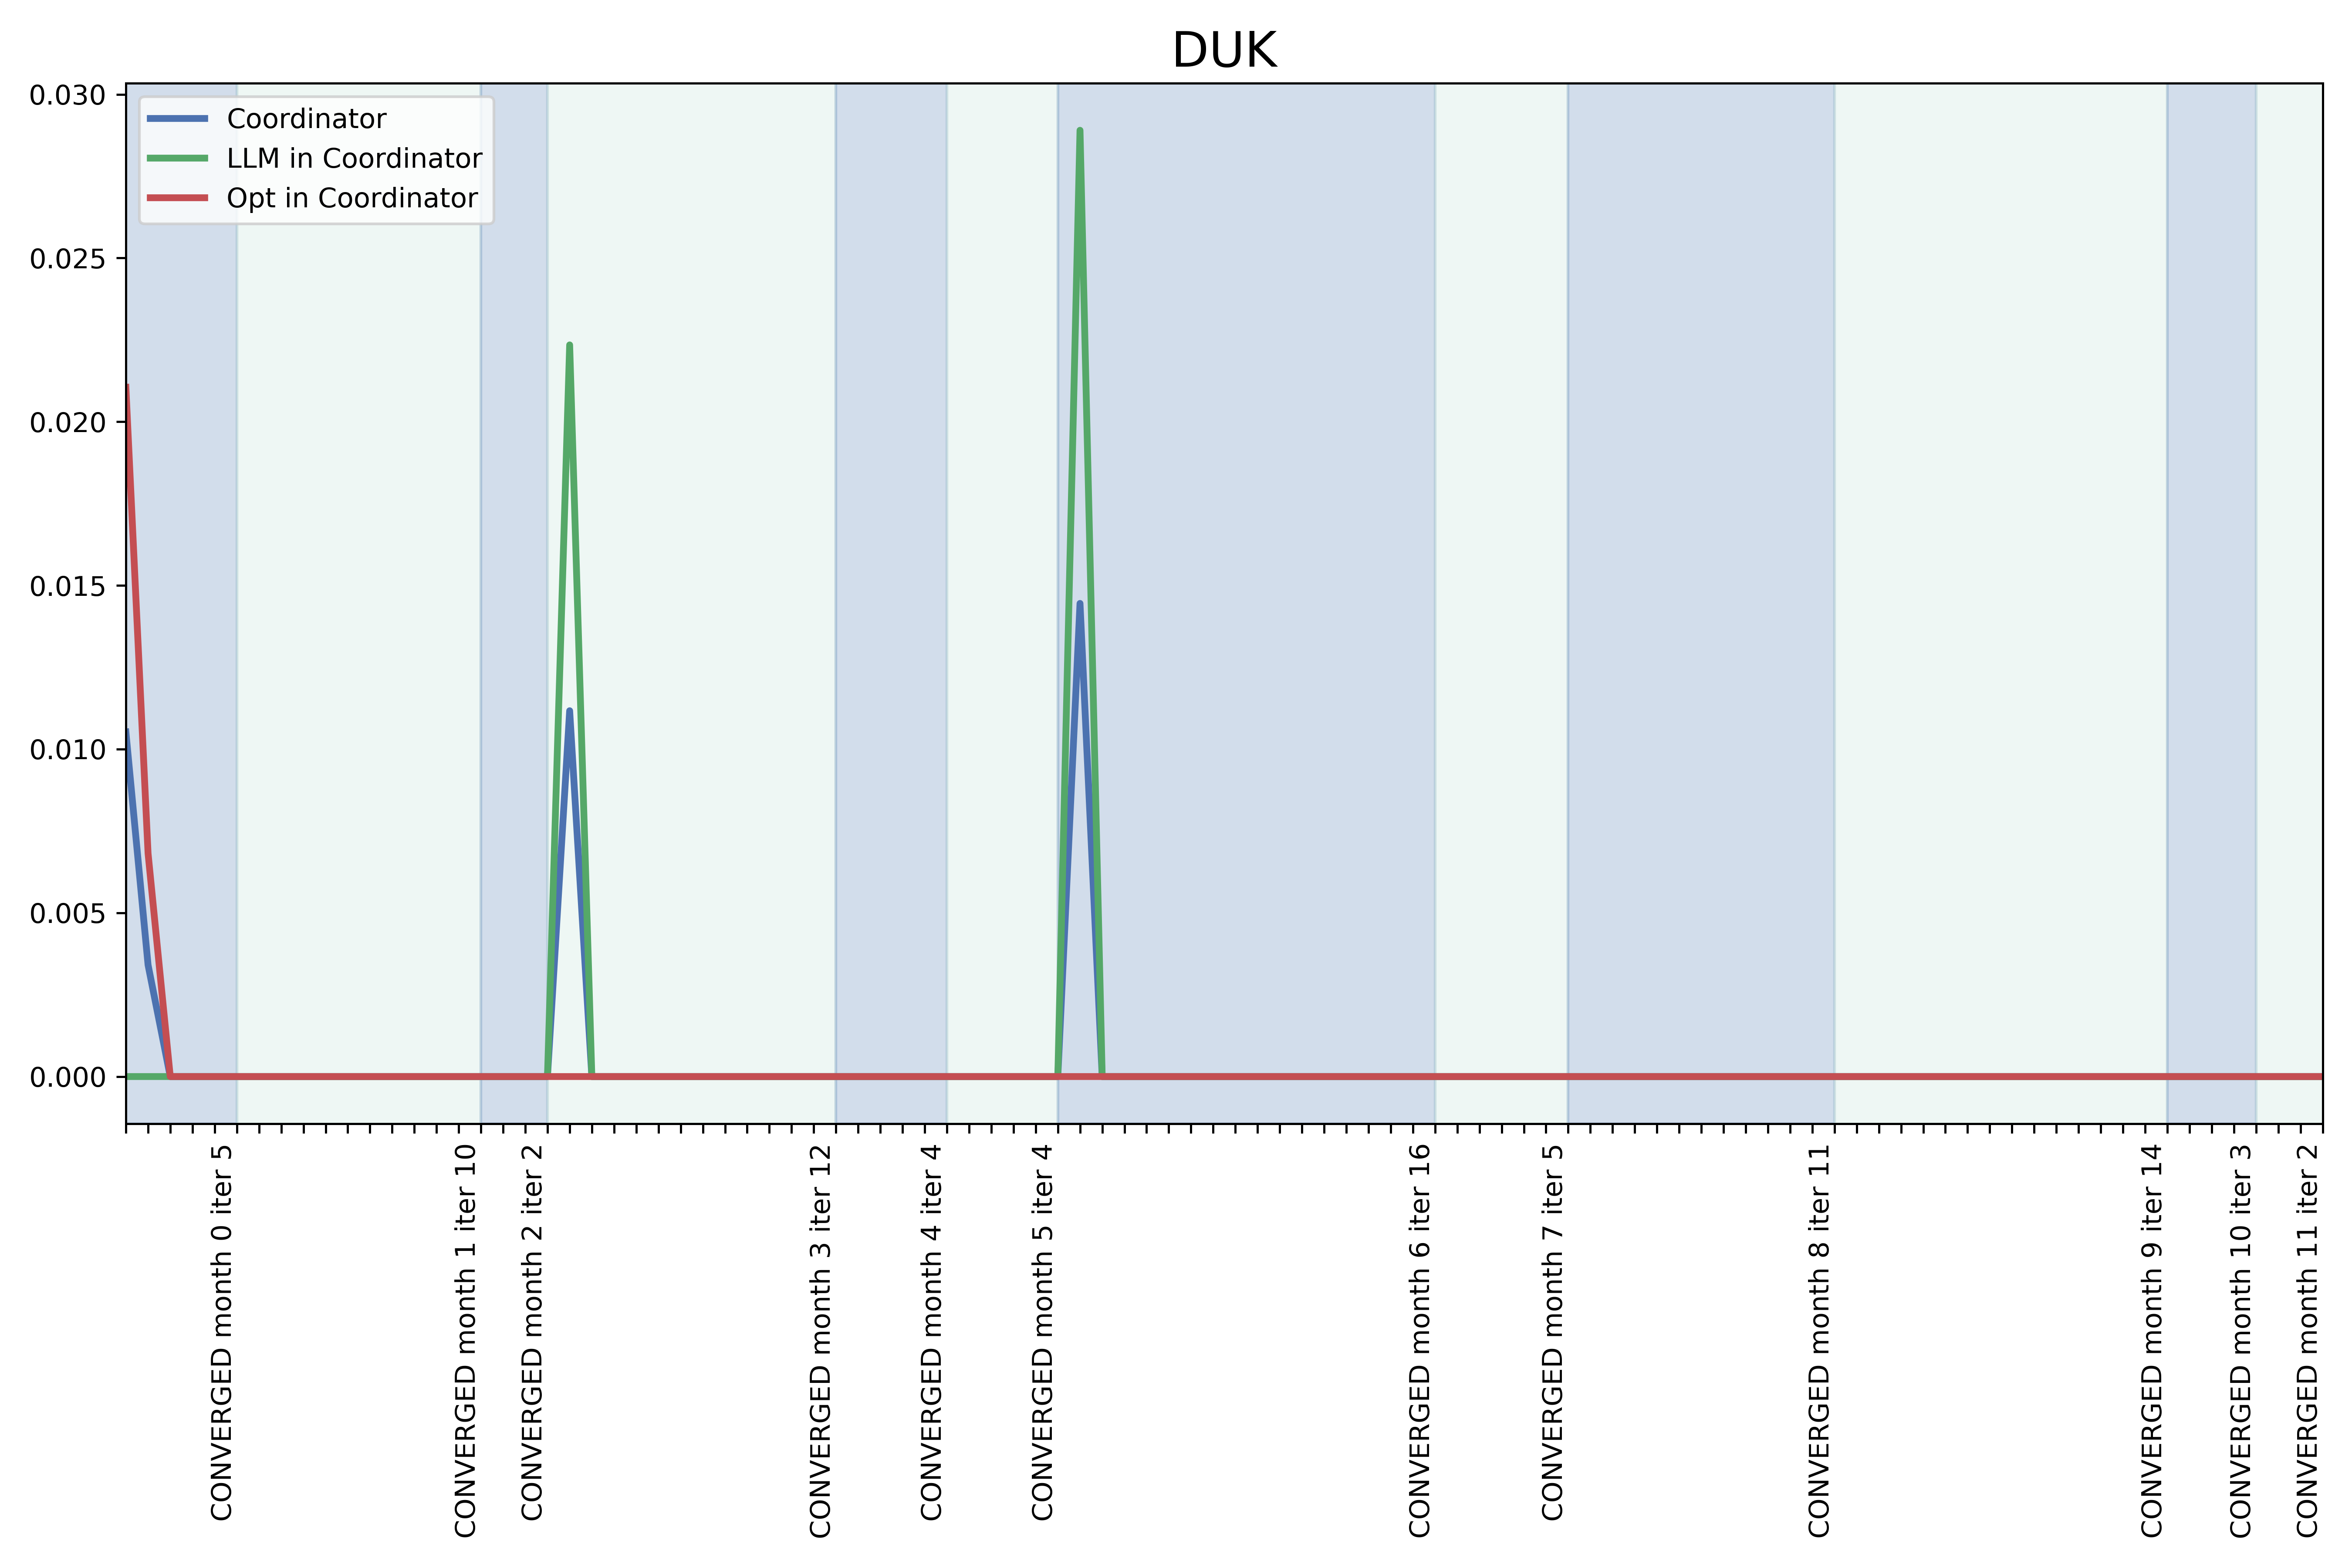 DUK
Coordinator
LLM in Coordinator
Opt in Coordinator
0.030
0.025
0.020
0.015
0.010
0.005
0.000
CONVERGED month 0 iter 5
CONVERGED month 1 iter 10
CONVERGED month 2 iter 2
CONVERGED month 3 iter 12
CONVERGED month 4 iter 4
CONVERGED month 5 iter 4
CONVERGED month 6 iter 16
CONVERGED month 7 iter 5
CONVERGED month 8 iter 11
CONVERGED month 9 iter 14
CONVERGED month 10 iter 3
CONVERGED month 11 iter 2